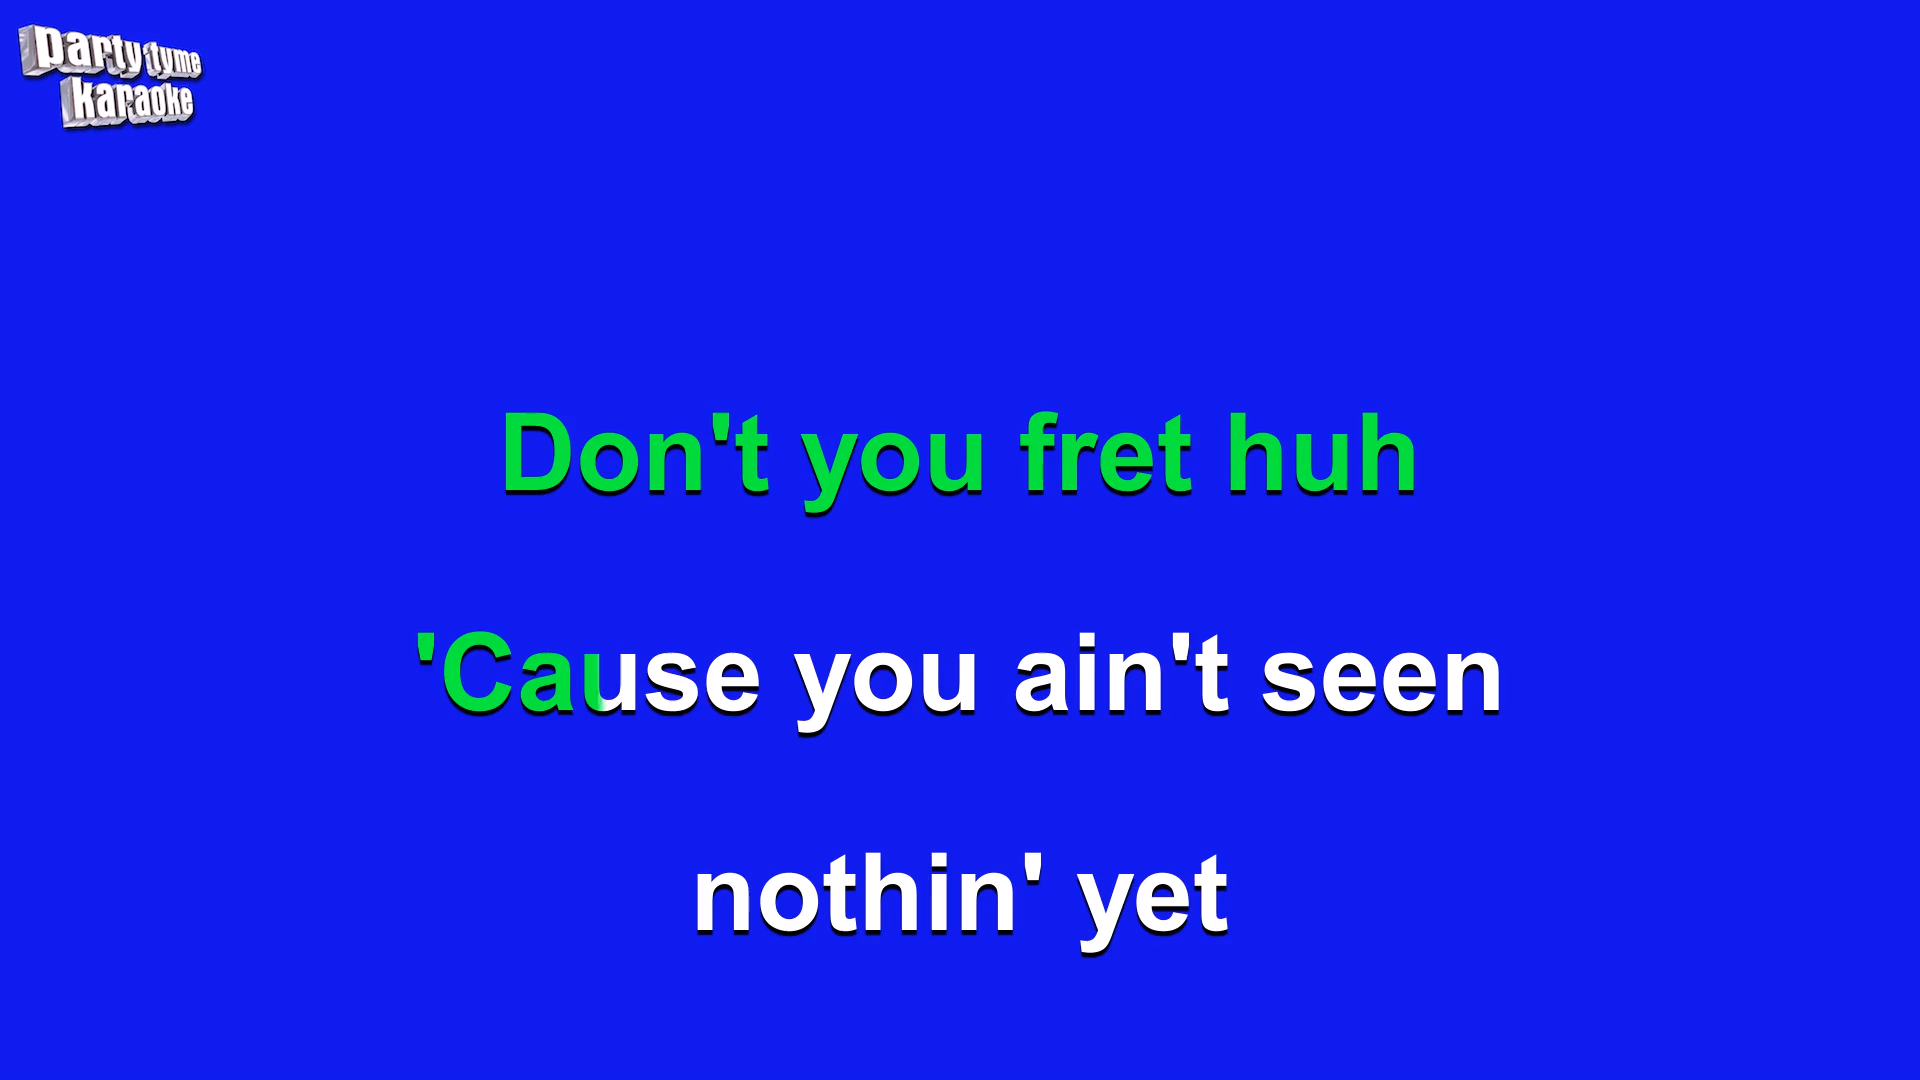 party tyme
karaoke
Don't you fret huh
'Cause you ain't seen
nothin' yet